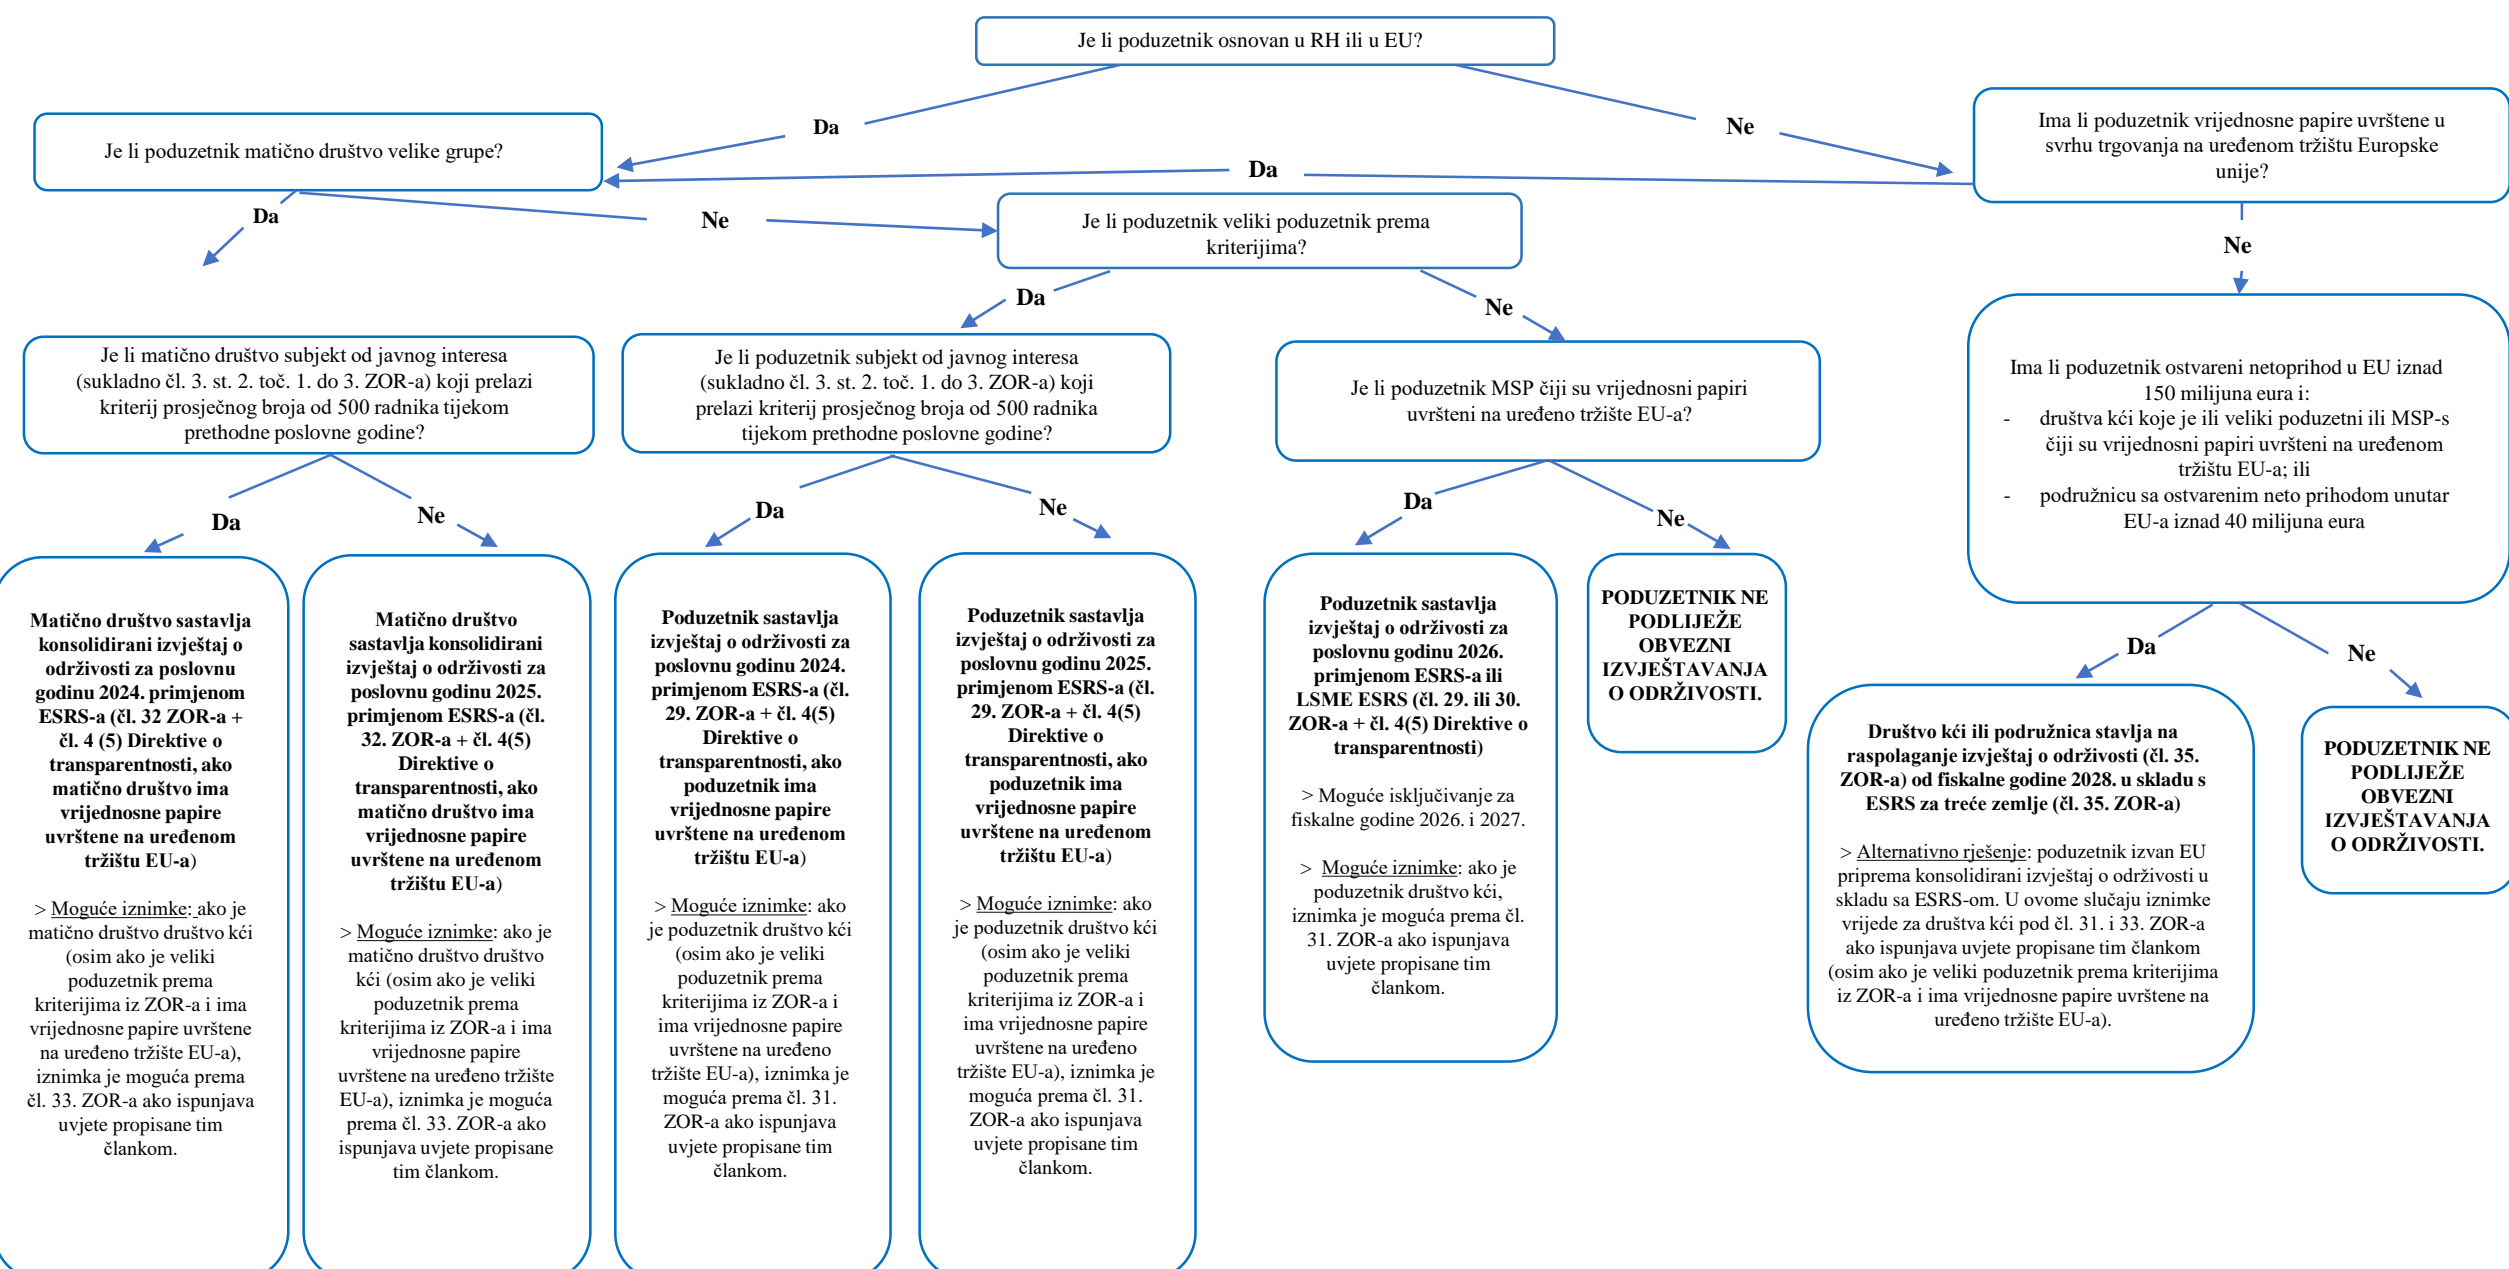 Je li poduzetnik osnovan u RH ili u EU?
Da
Ne
Je li poduzetnik matično društvo velike grupe?
Ima li poduzetnik vrijednosne papire uvrštene u
svrhu trgovanja na uređenom tržištu Europske
unije?
Da
Da
Ne
Je li poduzetnik veliki poduzetnik prema
kriterijima?
Ne
Da
Ne
Je li matično društvo subjekt od javnog interesa
(sukladno čl. 3. st. 2. toč. 1. do 3. ZOR-a) koji prelazi
kriterij prosječnog broja od 500 radnika tijekom
prethodne poslovne godine?
Je li poduzetnik subjekt od javnog interesa
(sukladno čl. 3. st. 2. toč. 1. do 3. ZOR-a) koji
prelazi kriterij prosječnog broja od 500 radnika
tijekom prethodne poslovne godine?
Je li poduzetnik MSP čiji su vrijednosni papiri
uvršteni na uređeno tržište EU-a?
Ima li poduzetnik ostvareni netoprihod u EU iznad
150 milijuna eura i:
- društva kći koje je ili veliki poduzetni ili MSP-s
čiji su vrijednosni papiri uvršteni na uređenom
tržištu EU-a; ili
- podružnicu sa ostvarenim neto prihodom unutar
EU-a iznad 40 milijuna eura
Da
Ne
Da
Ne
Da
Ne
Da
Ne
Matično društvo sastavlja
konsolidirani izvještaj o
održivosti za poslovnu
godinu 2024. primjenom
ESRS-a (čl. 32 ZOR-a +
čl. 4 (5) Direktive o
transparentnosti, ako
matično društvo ima
vrijednosne papire
uvrštene na uređenom
tržištu EU-a)
> Moguće iznimke: ako je
matično društvo društvo kći
(osim ako je veliki
poduzetnik prema
kriterijima iz ZOR-a i ima
vrijednosne papire uvrštene
na uređeno tržište EU-a),
iznimka je moguća prema
čl. 33. ZOR-a ako ispunjava
uvjete propisane tim
člankom.
Matično društvo
sastavlja konsolidirani
izvještaj o održivosti za
poslovnu godinu 2025.
primjenom ESRS-a (čl.
32. ZOR-a + čl. 4(5)
Direktive o
transparentnosti, ako
matično društvo ima
vrijednosne papire
uvrštene na uređenom
tržištu EU-a)
> Moguće iznimke: ako je
matično društvo društvo
kći (osim ako je veliki
poduzetnik prema
kriterijima iz ZOR-a i ima
vrijednosne papire
uvrštene na uređeno tržište
EU-a), iznimka je moguća
prema čl. 33. ZOR-a ako
ispunjava uvjete propisane
tim člankom.
Poduzetnik sastavlja
izvještaj o održivosti za
poslovnu godinu 2024.
primjenom ESRS-a (čl.
29. ZOR-a + čl. 4(5)
Direktive o
transparentnosti, ako
poduzetnik ima
vrijednosne papire
uvrštene na uređenom
tržištu EU-a)
> Moguće iznimke: ako
je poduzetnik društvo kći
(osim ako je veliki
poduzetnik prema
kriterijima iz ZOR-a i
ima vrijednosne papire
uvrštene na uređeno
tržište EU-a), iznimka je
moguća prema čl. 31.
ZOR-a ako ispunjava
uvjete propisane tim
člankom.
Poduzetnik sastavlja
izvještaj o održivosti za
poslovnu godinu 2025.
primjenom ESRS-a (čl.
29. ZOR-a + čl. 4(5)
Direktive o
transparentnosti, ako
poduzetnik ima
vrijednosne papire
uvrštene na uređenom
tržištu EU-a)
> Moguće iznimke: ako
je poduzetnik društvo kći
(osim ako je veliki
poduzetnik prema
kriterijima iz ZOR-a i
ima vrijednosne papire
uvrštene na uređeno
tržište EU-a), iznimka je
moguća prema čl. 31.
ZOR-a ako ispunjava
uvjete propisane tim
člankom.
Poduzetnik sastavlja
izvještaj o održivosti za
poslovnu godinu 2026.
primjenom ESRS-a ili
LSME ESRS (čl. 29. ili 30.
ZOR-a + čl. 4(5) Direktive o
transparentnosti)
> Moguće isključivanje za
fiskalne godine 2026. i 2027.
> Moguće iznimke: ako je
poduzetnik društvo kći,
iznimka je moguća prema čl.
31. ZOR-a ako ispunjava
uvjete propisane tim
člankom.
PODUZETNIK NE
PODLIJEŽE
OBVEZNI
IZVJEŠTAVANJA
O ODRŽIVOSTI.
Društvo kći ili podružnica stavlja na
raspolaganje izvještaj o održivosti (čl. 35.
ZOR-a) od fiskalne godine 2028. u skladu s
ESRS za treće zemlje (čl. 35. ZOR-a)
> Alternativno rješenje: poduzetnik izvan EU
priprema konsolidirani izvještaj o održivosti u
skladu sa ESRS-om. U ovome slučaju iznimke
vrijede za društva kći pod čl. 31. i 33. ZOR-a
ako ispunjava uvjete propisane tim člankom
(osim ako je veliki poduzetnik prema kriterijima
iz ZOR-a i ima vrijednosne papire uvrštene na
uređeno tržište EU-a).
PODUZETNIK NE
PODLIJEŽE
OBVEZNI
IZVJEŠTAVANJA
O ODRŽIVOSTI.